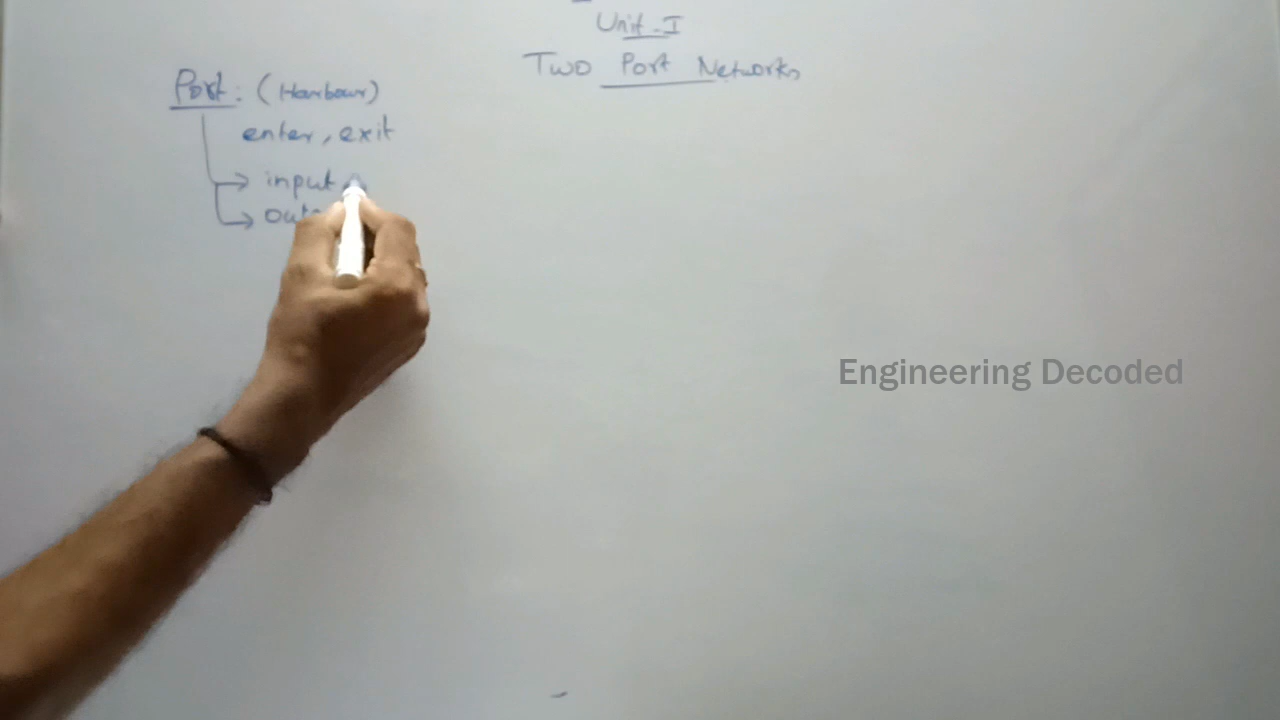 Unit-I
Two Port Networks
Port: (Harbour)
enter, exit
→ input
→
Engineering Decoded